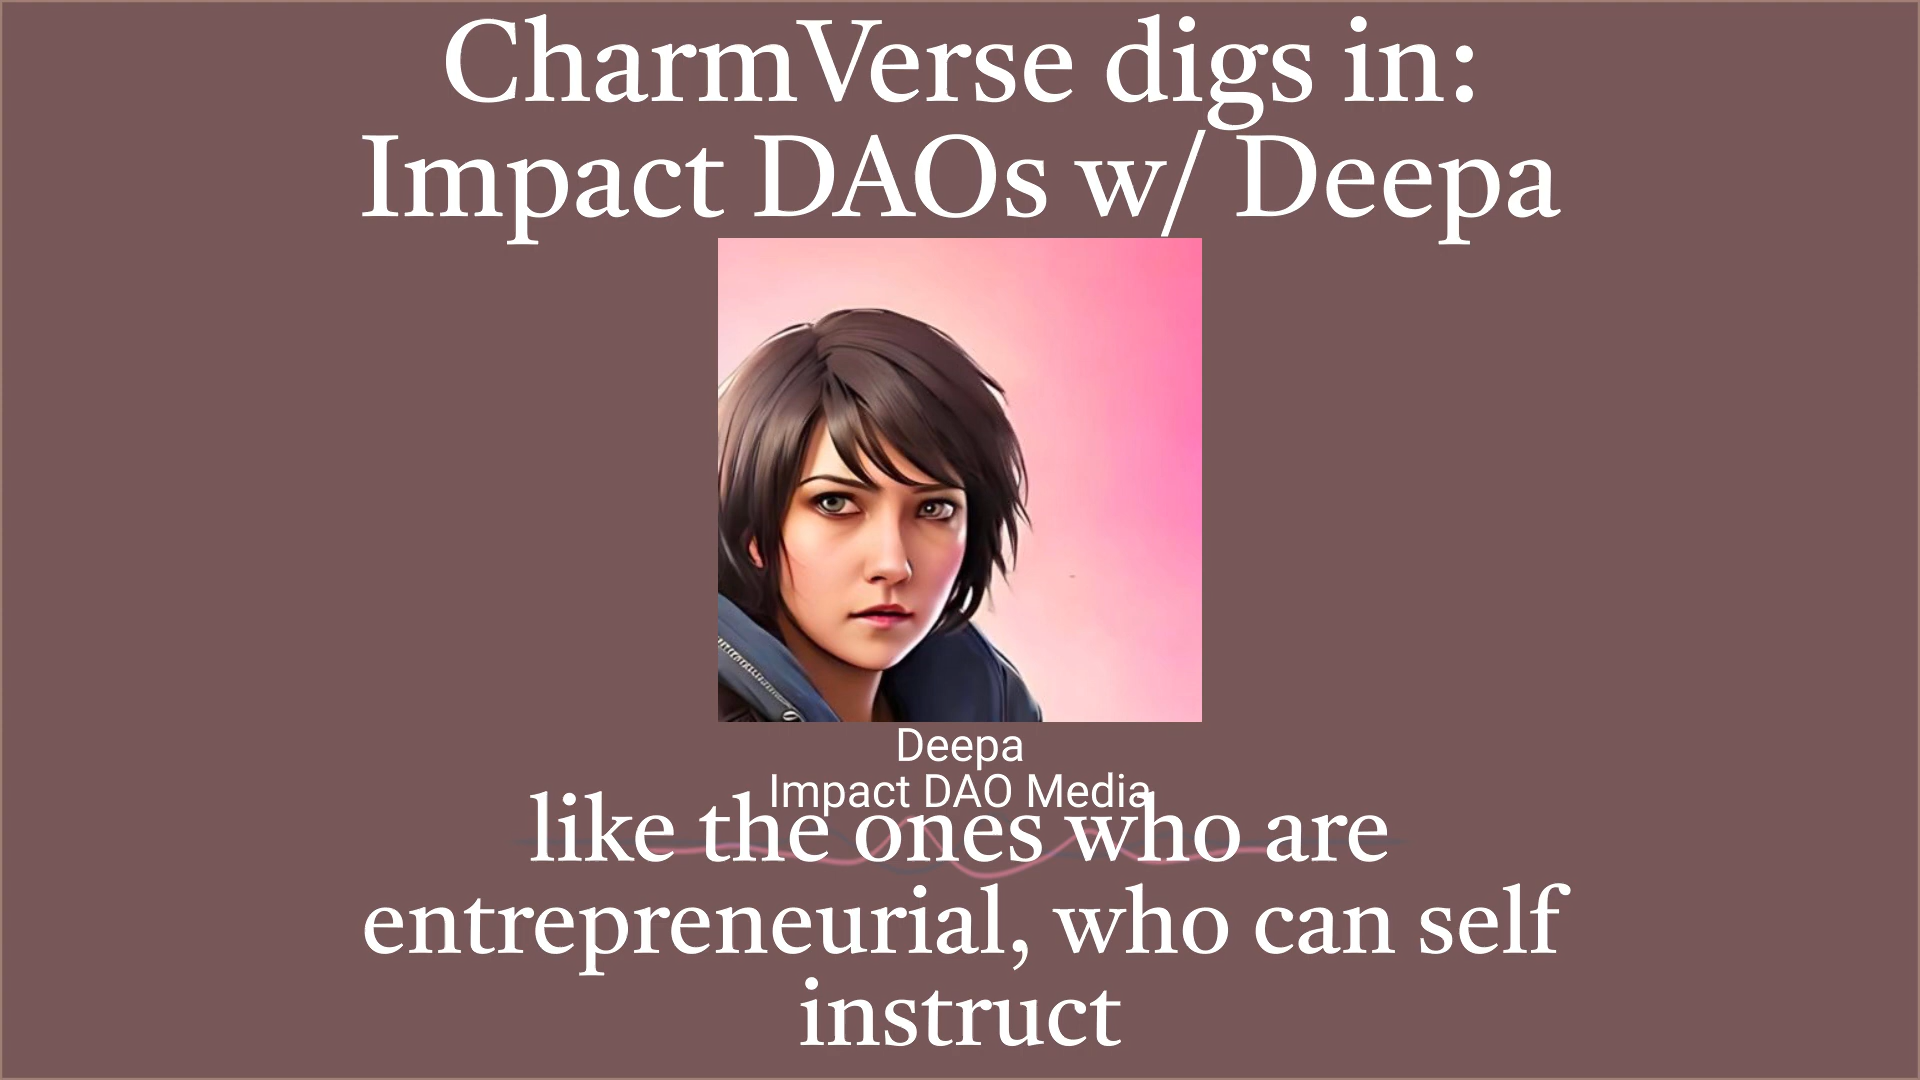 CharmVerse digs in:
Impact DAOs w/ Deepa
Deepa
Impact DAO Media
like the ones who are
entrepreneurial, who can self
instruct